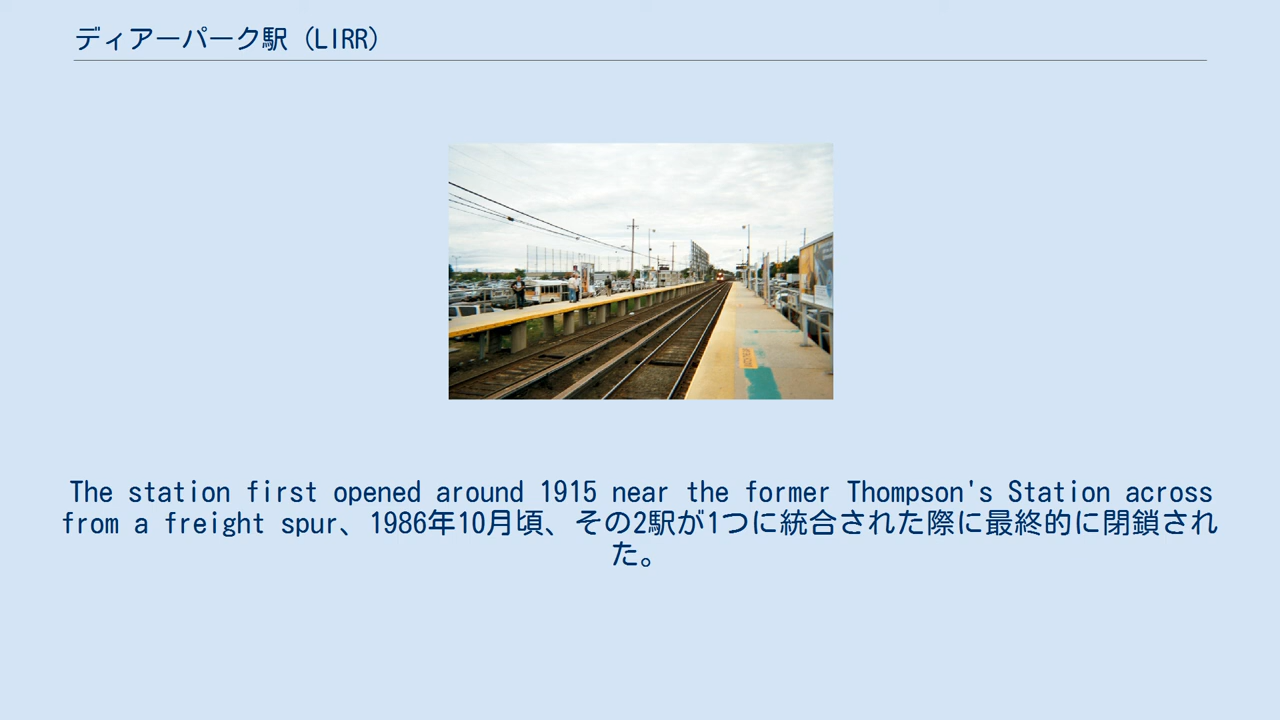 ディアーパーク駅（LIRR）
The station first opened around 1915 near the former Thompson's Station across
from a freight spur、1986年10月頃、その2駅が1つに統合された際に最終的に閉鎖され
た。